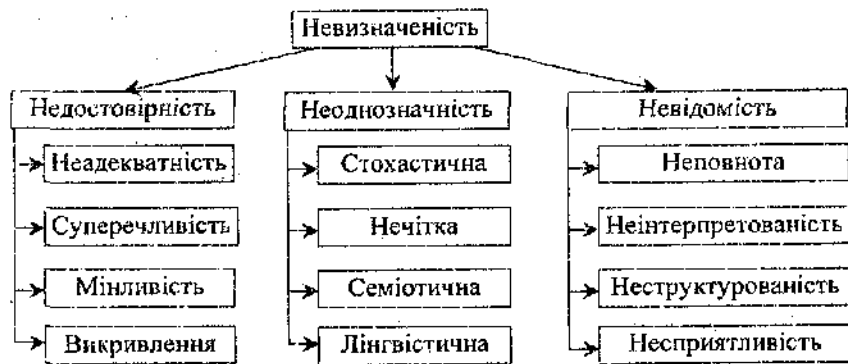 Невизначеність
Недостовірність
Неадекватність
Суперечливість
Мінливість
Викривлення
Неоднозначність
Стохастична
Нечітка
Семіотична
Лінгвістична
Невідомість
Неповнота
Неінтерпретованість
Неструктурованість
Несприятливість